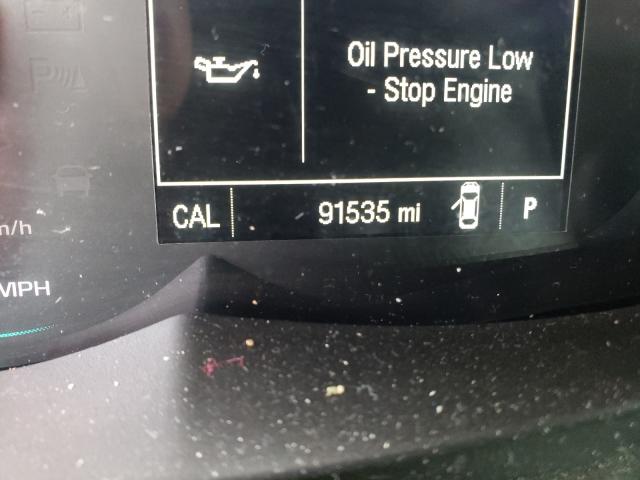 Oil Pressure Low
- Stop Engine
CAL 91535 mi P
m/h
MPH